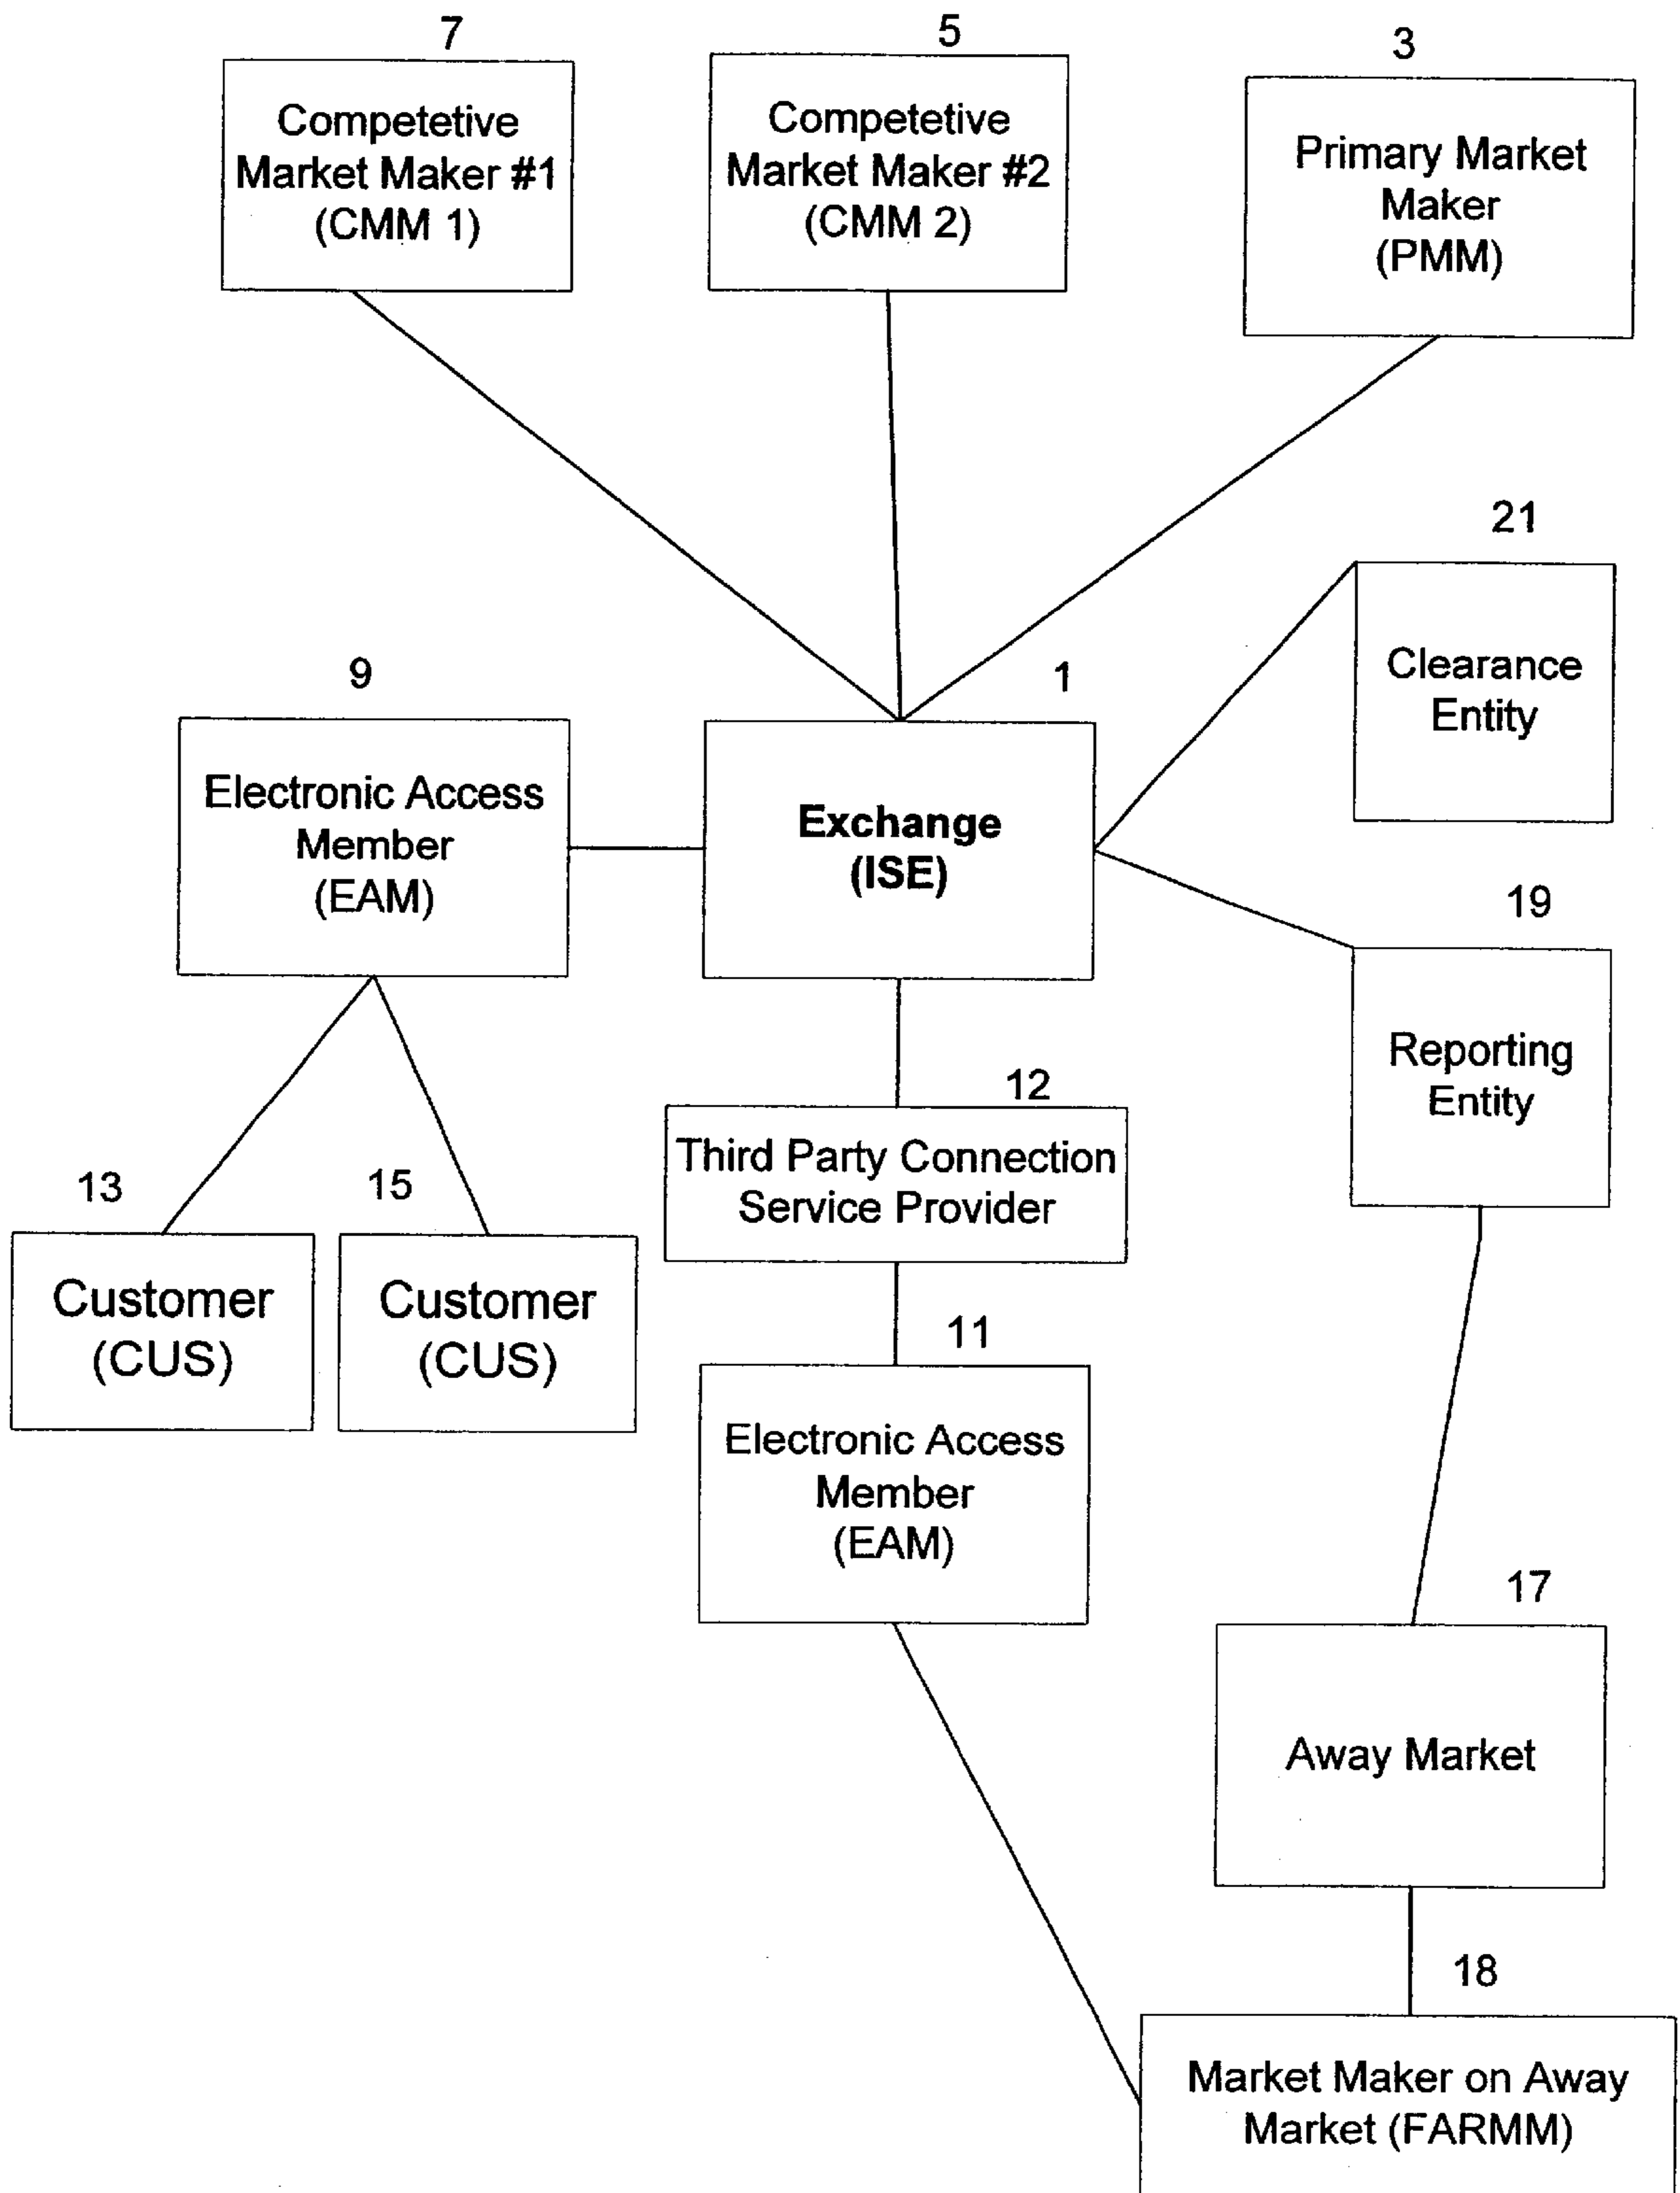 7
Competetive
Market Maker #1
(CMM 1)
5
Competetive
Market Maker #2
(CMM 2)
3
Primary Market
Maker
(PMM)
21
Clearance
Entity
9
Electronic Access
Member
(EAM)
1
Exchange
(ISE)
19
Reporting
Entity
12
Third Party Connection
Service Provider
13
Customer
(CUS)
15
Customer
(CUS)
11
Electronic Access
Member
(EAM)
17
Away Market
18
Market Maker on Away
Market (FARMM)